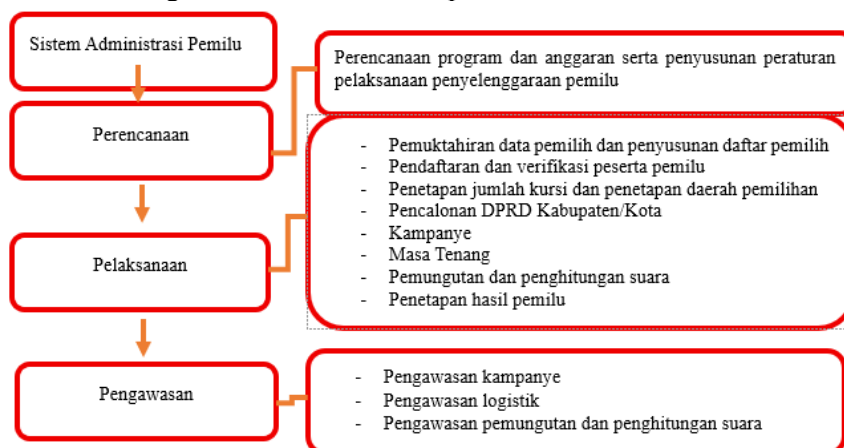 Sistem Administrasi Pemilu
Perencanaan program dan anggaran serta penyusunan peraturan
pelaksanaan penyelenggaraan pemilu
Perencanaan
- Pemuktahiran data pemilih dan penyusunan daftar pemilih
- Pendaftaran dan verifikasi peserta pemilu
- Penetapan jumlah kursi dan penetapan daerah pemilihan
- Pencalonan DPRD Kabupaten/Kota
- Kampanye
- Masa Tenang
- Pemungutan dan penghitungan suara
- Penetapan hasil pemilu
Pelaksanaan
Pengawasan
- Pengawasan kampanye
- Pengawasan logistik
- Pengawasan pemungutan dan penghitungan suara